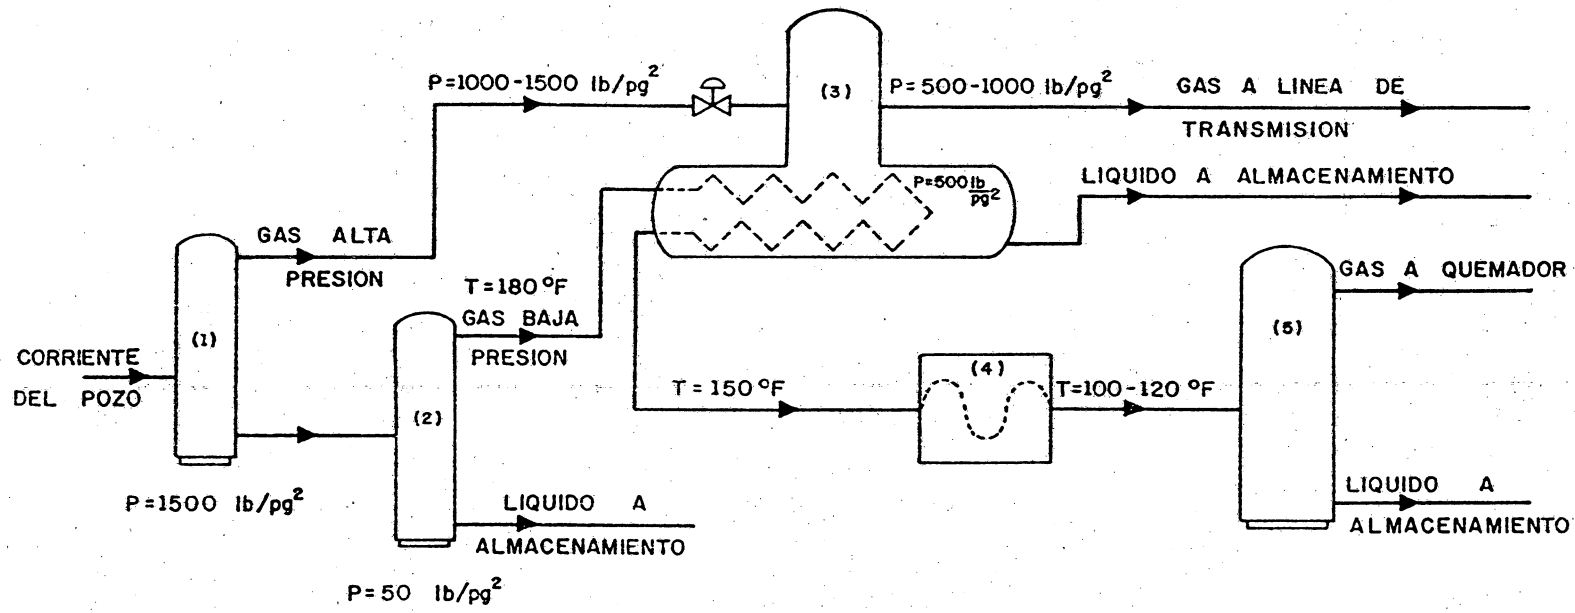 P=1000-1500 lb/pg²
(3)
P=500-1000 lb/pg²
GAS A LINEA DE
TRANSMISION
P=500 lb/pg²
LIQUIDO A ALMACENAMIENTO
GAS ALTA
PRESION
T=180 °F
GAS BAJA
PRESION
GAS A QUEMADOR
(1)
(5)
CORRIENTE
DEL POZO
(2)
T=150 °F
(4)
T=100-120 °F
P=1500 lb/pg²
LIQUIDO A
ALMACENAMIENTO
LIQUIDO A
ALMACENAMIENTO
P=50 lb/pg²